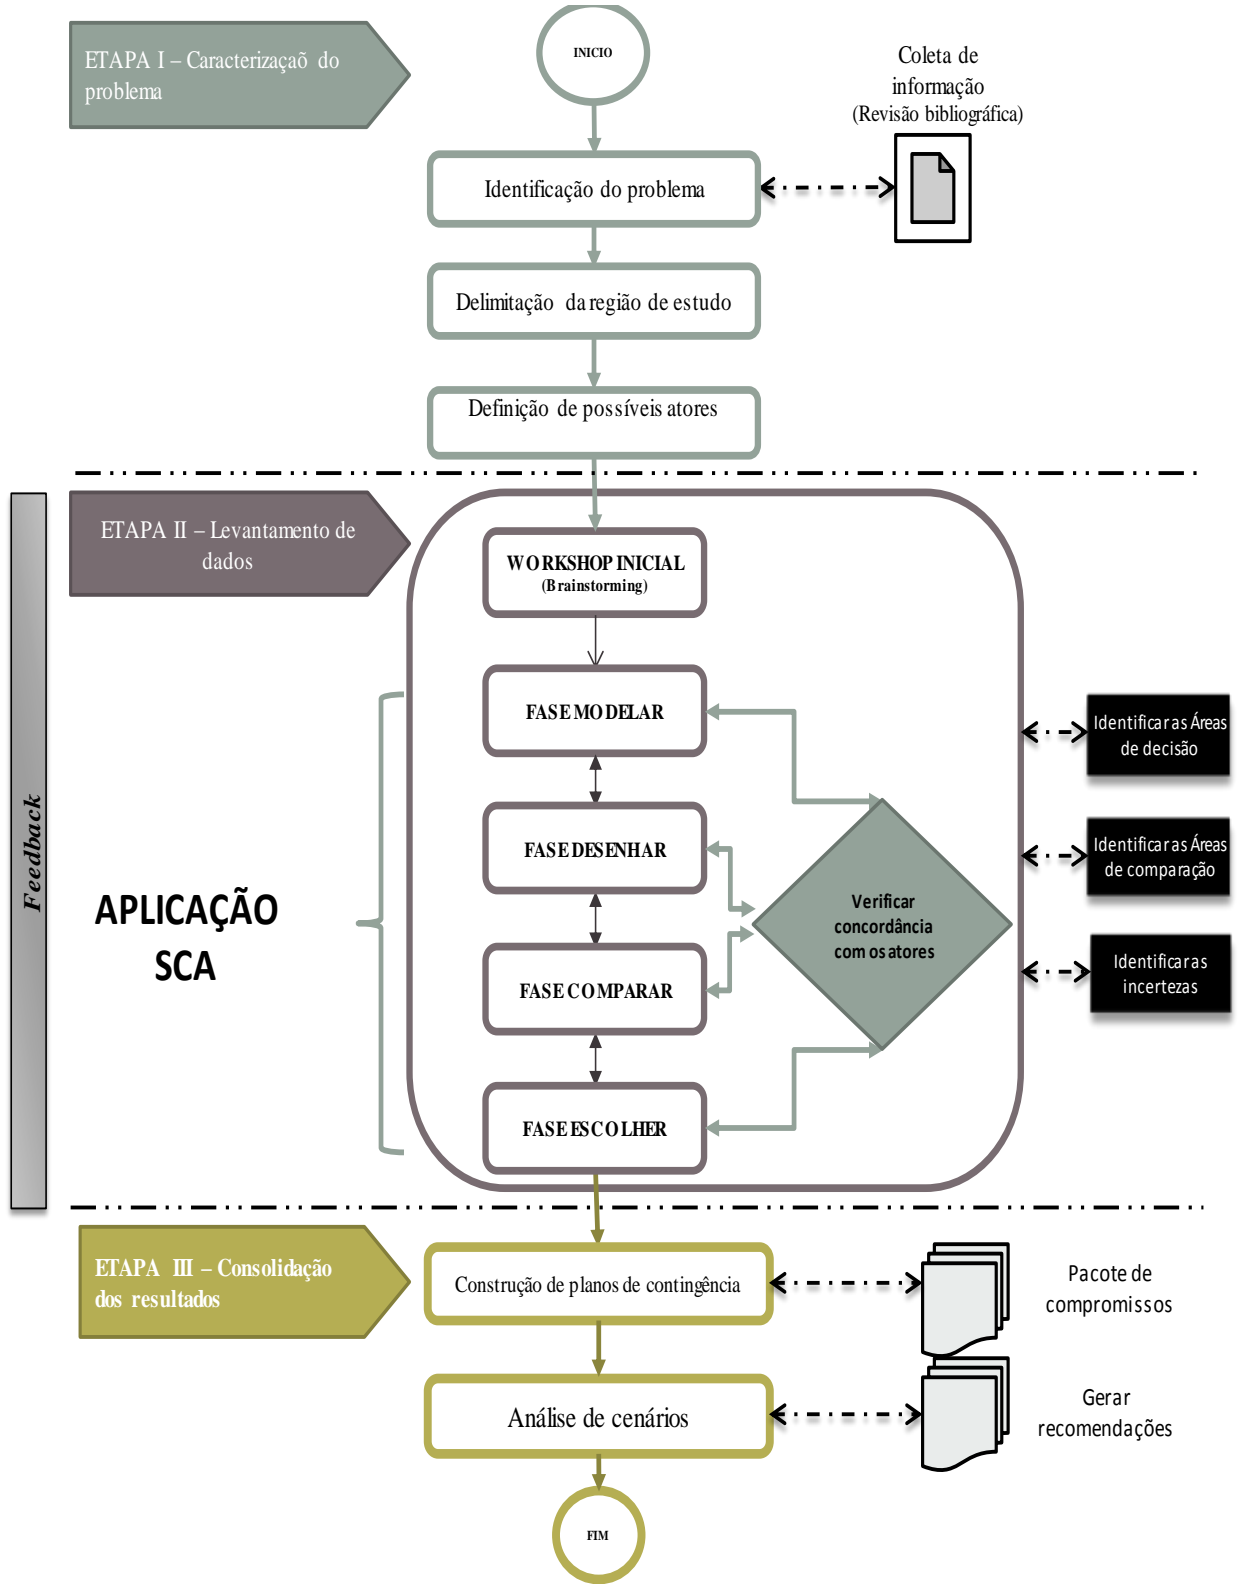 ETAPA I – Caracterizaçaõ do
problema
INICIO
Coleta de
informação
(Revisão bibliográfica)
Identificação do problema
Delimitação da região de estudo
Definição de possíveis atores
Feedback
ETAPA II – Levantamento de
dados
WORKSHOP INICIAL
(Brainstorming)
FASE MODELAR
FASE DESENHAR
FASE COMPARAR
FASE ESCOLHER
APLICAÇÃO
SCA
Verificar
concordância
com os atores
Identificar as Áreas
de decisão
Identificar as Áreas
de comparação
Identificar as
incertezas
ETAPA III – Consolidação
dos resultados
Construção de planos de contingência
Pacote de
compromissos
Análise de cenários
Gerar
recomendações
FIM